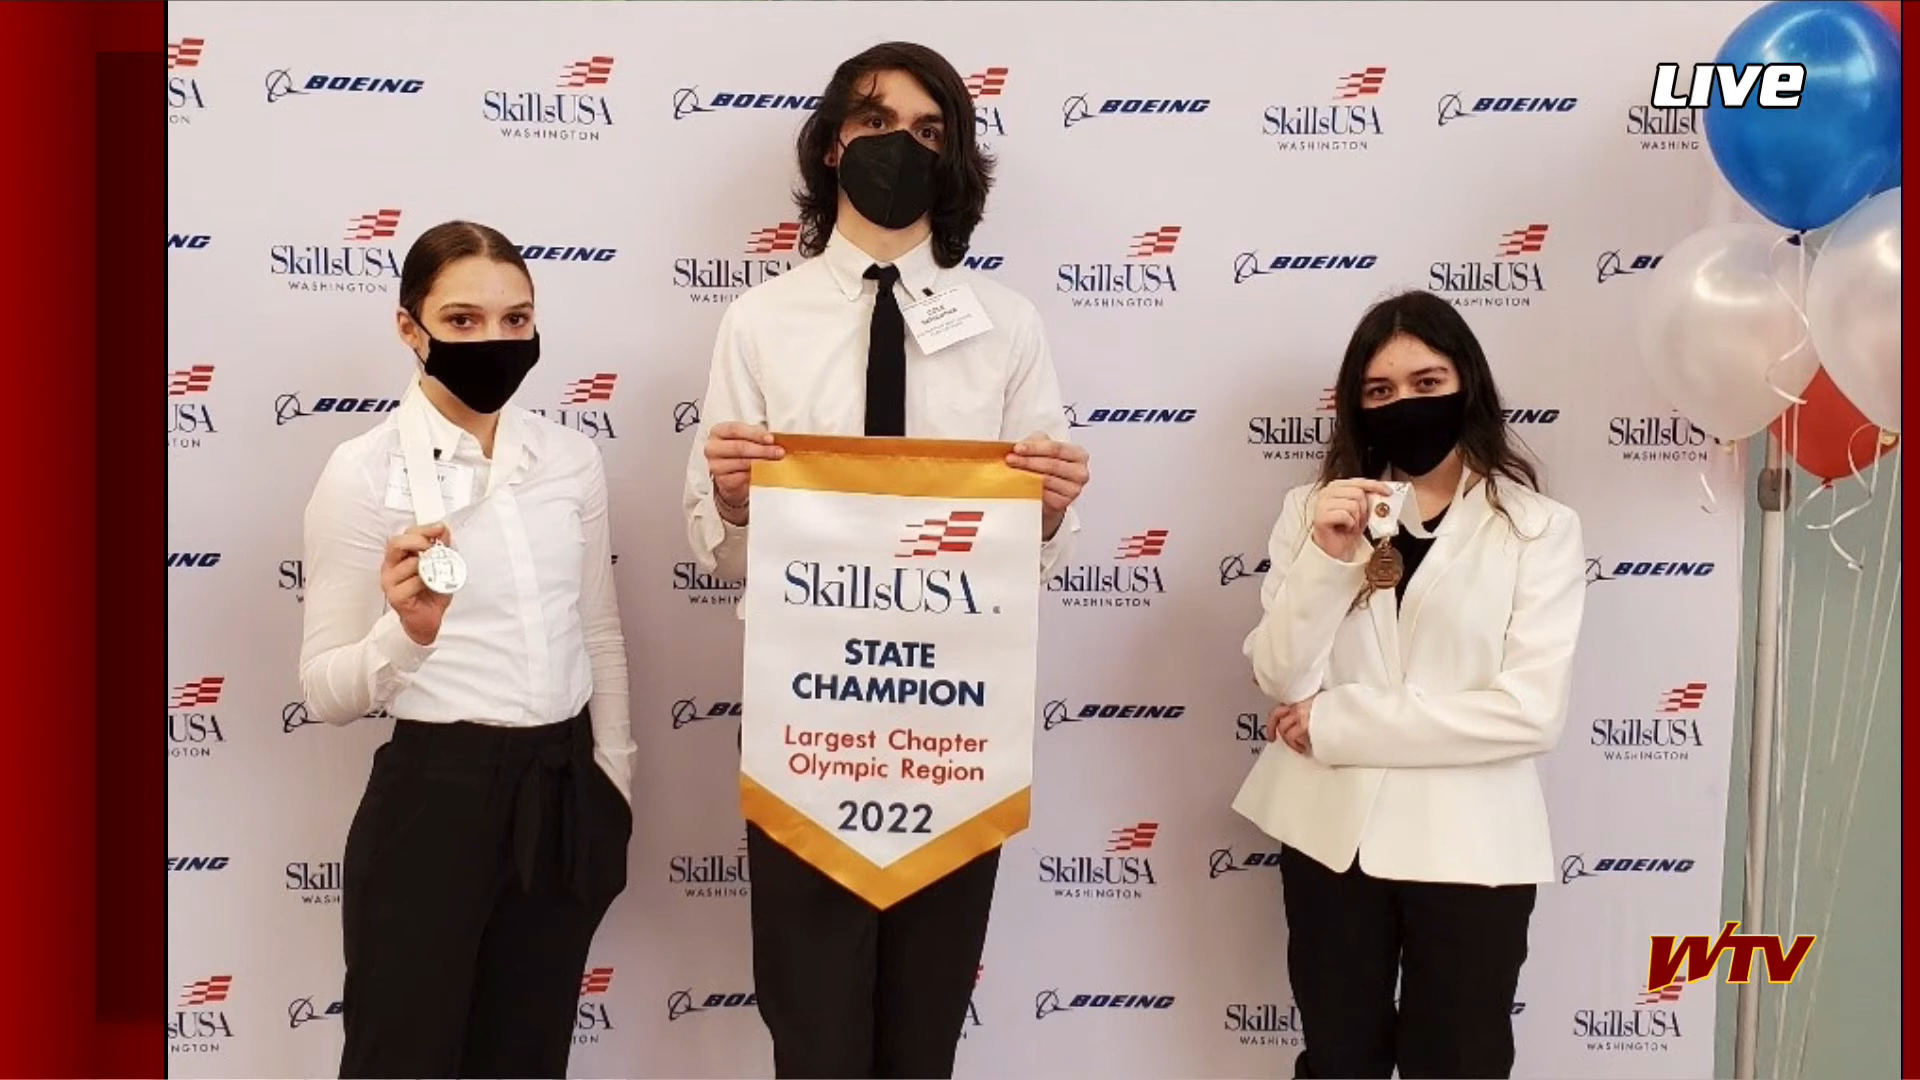 LIVE
BOEING
SkillsUSA
WASHINGTON
SkillsUSA
STATE
CHAMPION
Largest Chapter
Olympic Region
2022
WTV